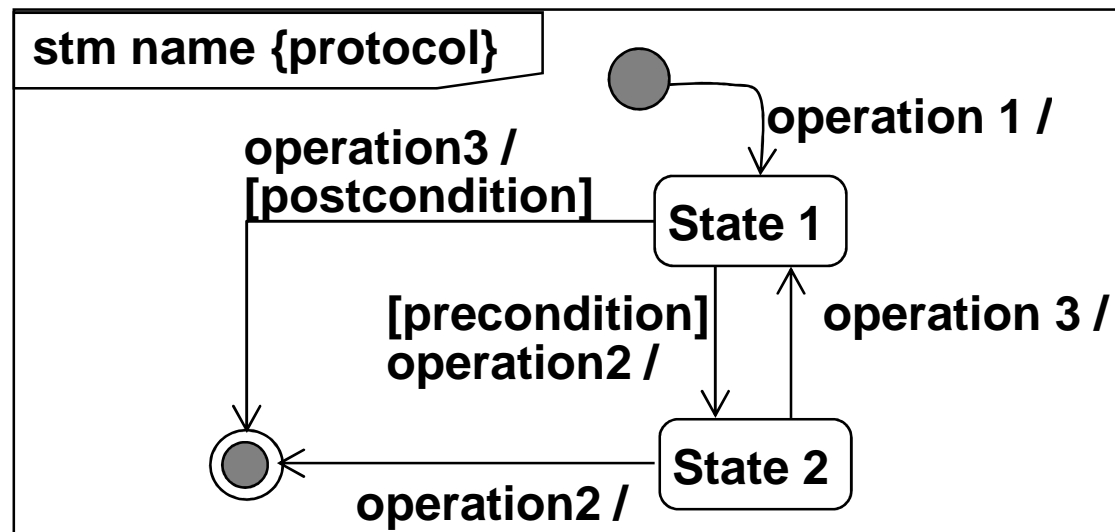 stm name {protocol}
operation 1 /
operation3 /
[postcondition]
State 1
[precondition]
operation2 /
operation 3 /
State 2
operation2 /